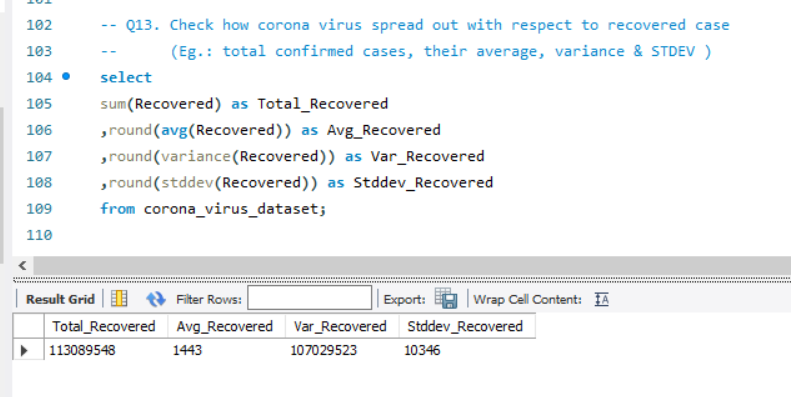 101
102 -- Q13. Check how corona virus spread out with respect to recovered case
103 -- (Eg.: total confirmed cases, their average, variance & STDEV )
104 select
105 sum(Recovered) as Total_Recovered
106 ,round(avg(Recovered)) as Avg_Recovered
107 ,round(variance(Recovered)) as Var_Recovered
108 ,round(stddev(Recovered)) as Stddev_Recovered
109 from corona_virus_dataset;
110
Result Grid Filter Rows: Export: Wrap Cell Content: IA
Total_Recovered Avg_Recovered Var_Recovered Stddev_Recovered
113089548 1443 107029523 10346